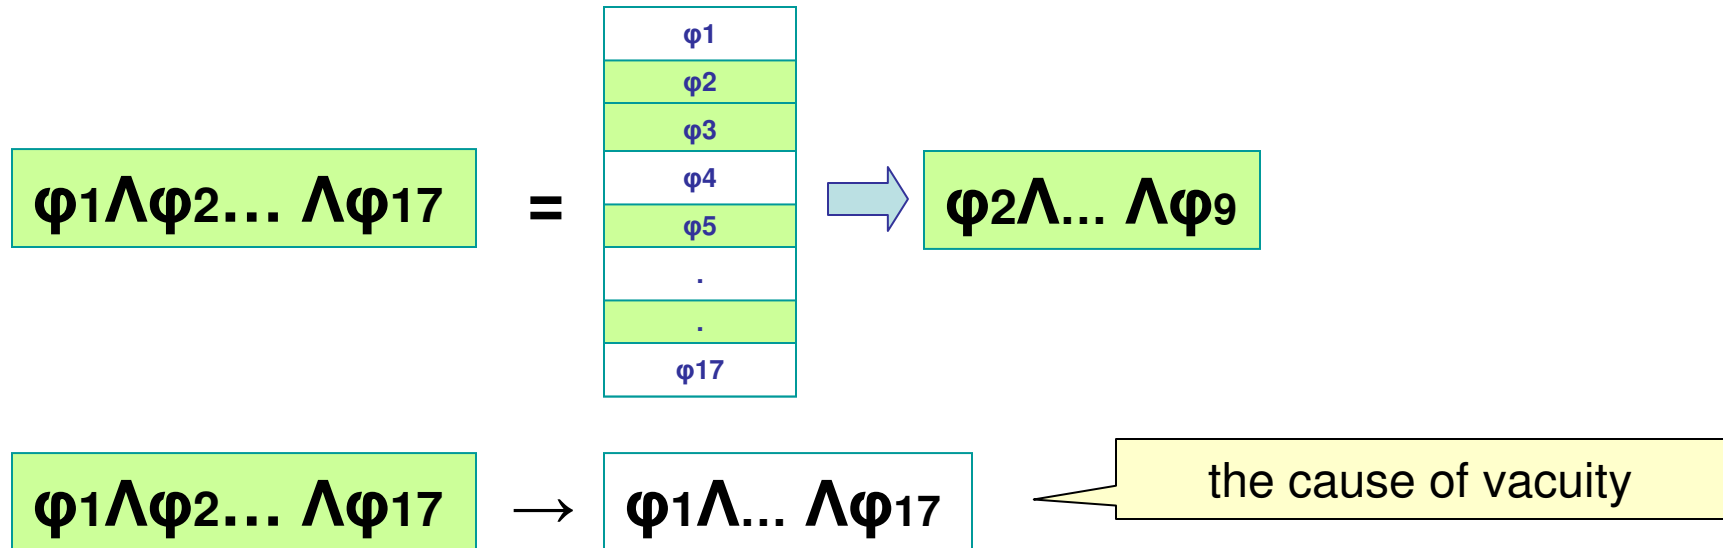 φ1
φ2
φ3
φ4
φ5
.
.
φ17
φ1Λφ2... Λφ17 =
φ2Λ... Λφ9
φ1Λφ2... Λφ17 → φ1Λ... Λφ17
the cause of vacuity